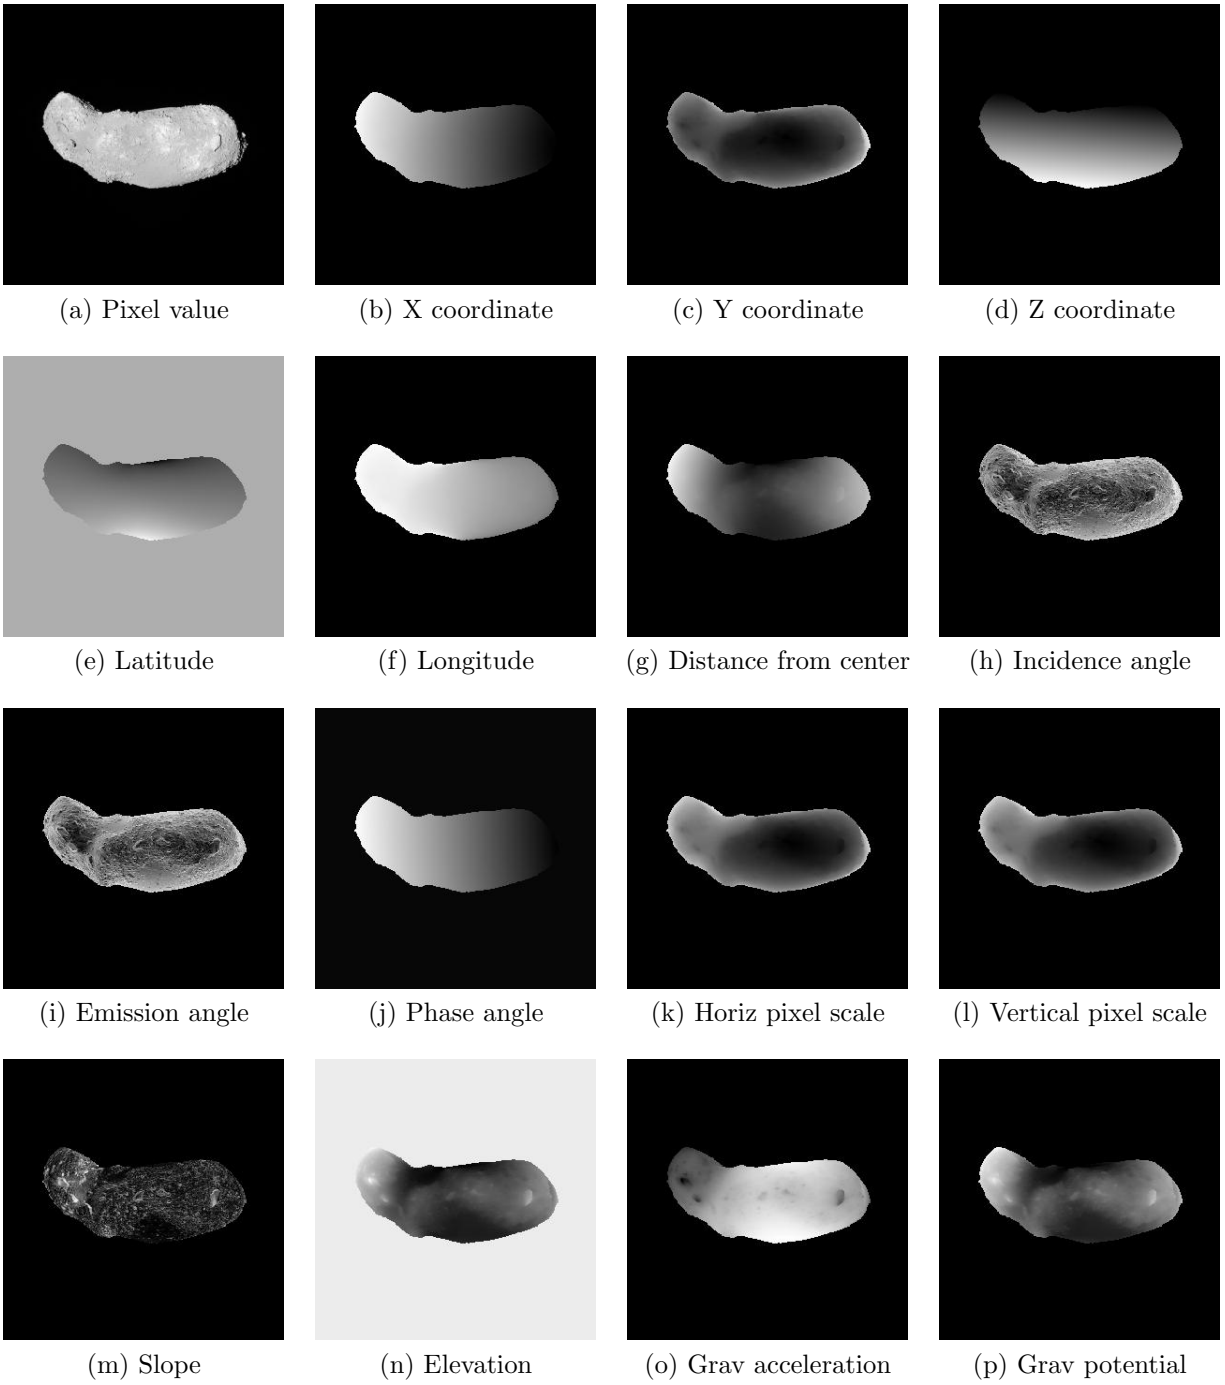 (a) Pixel value
(b) X coordinate
(c) Y coordinate
(d) Z coordinate
(e) Latitude
(f) Longitude
(g) Distance from center
(h) Incidence angle
(i) Emission angle
(j) Phase angle
(k) Horiz pixel scale
(l) Vertical pixel scale
(m) Slope
(n) Elevation
(o) Grav acceleration
(p) Grav potential